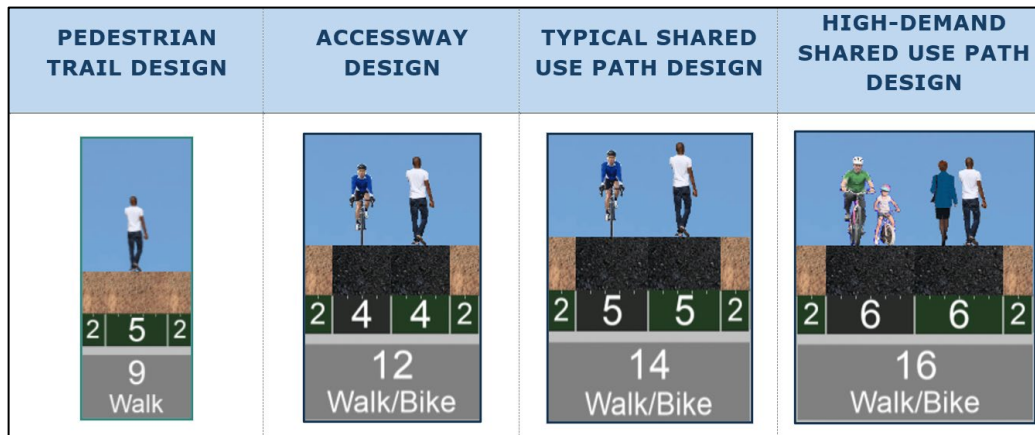 PEDESTRIAN
TRAIL DESIGN
ACCESSWAY
DESIGN
TYPICAL SHARED
USE PATH DESIGN
HIGH-DEMAND
SHARED USE PATH
DESIGN
2 5 2
9
Walk
2 4 4 2
12
Walk/Bike
2 5 5 2
14
Walk/Bike
2 6 6 2
16
Walk/Bike